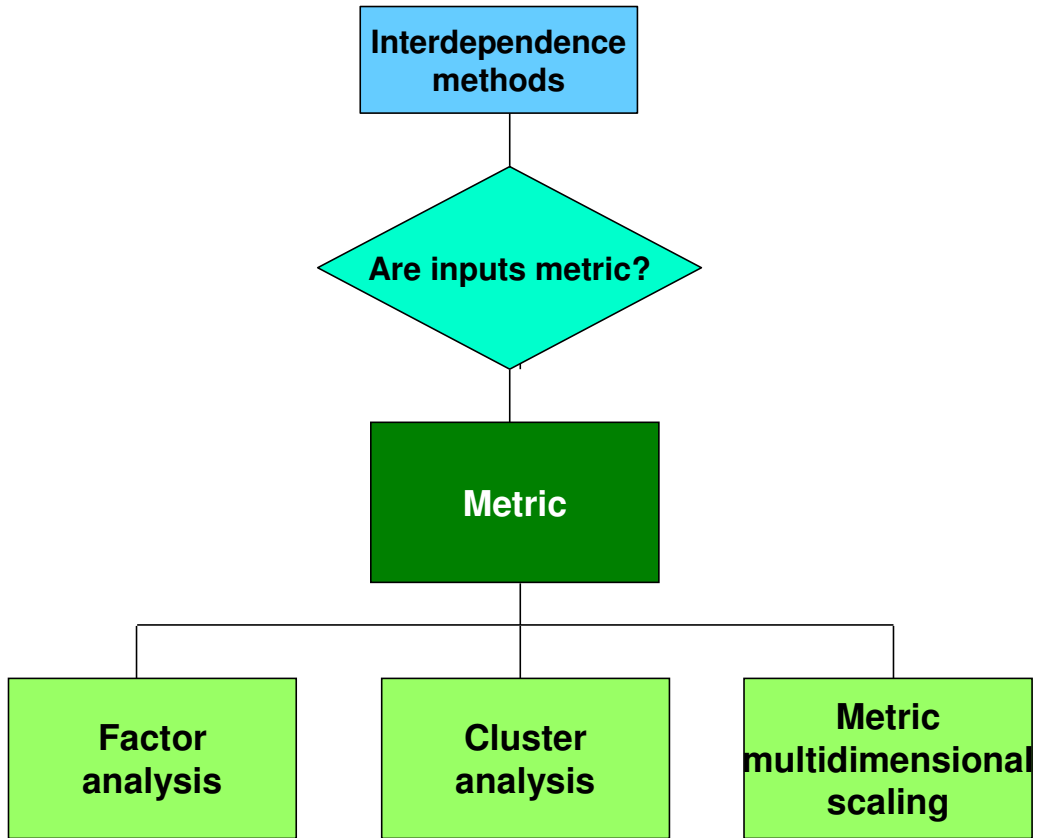 Interdependence
methods
Are inputs metric?
Metric
Factor
analysis
Cluster
analysis
Metric
multidimensional
scaling